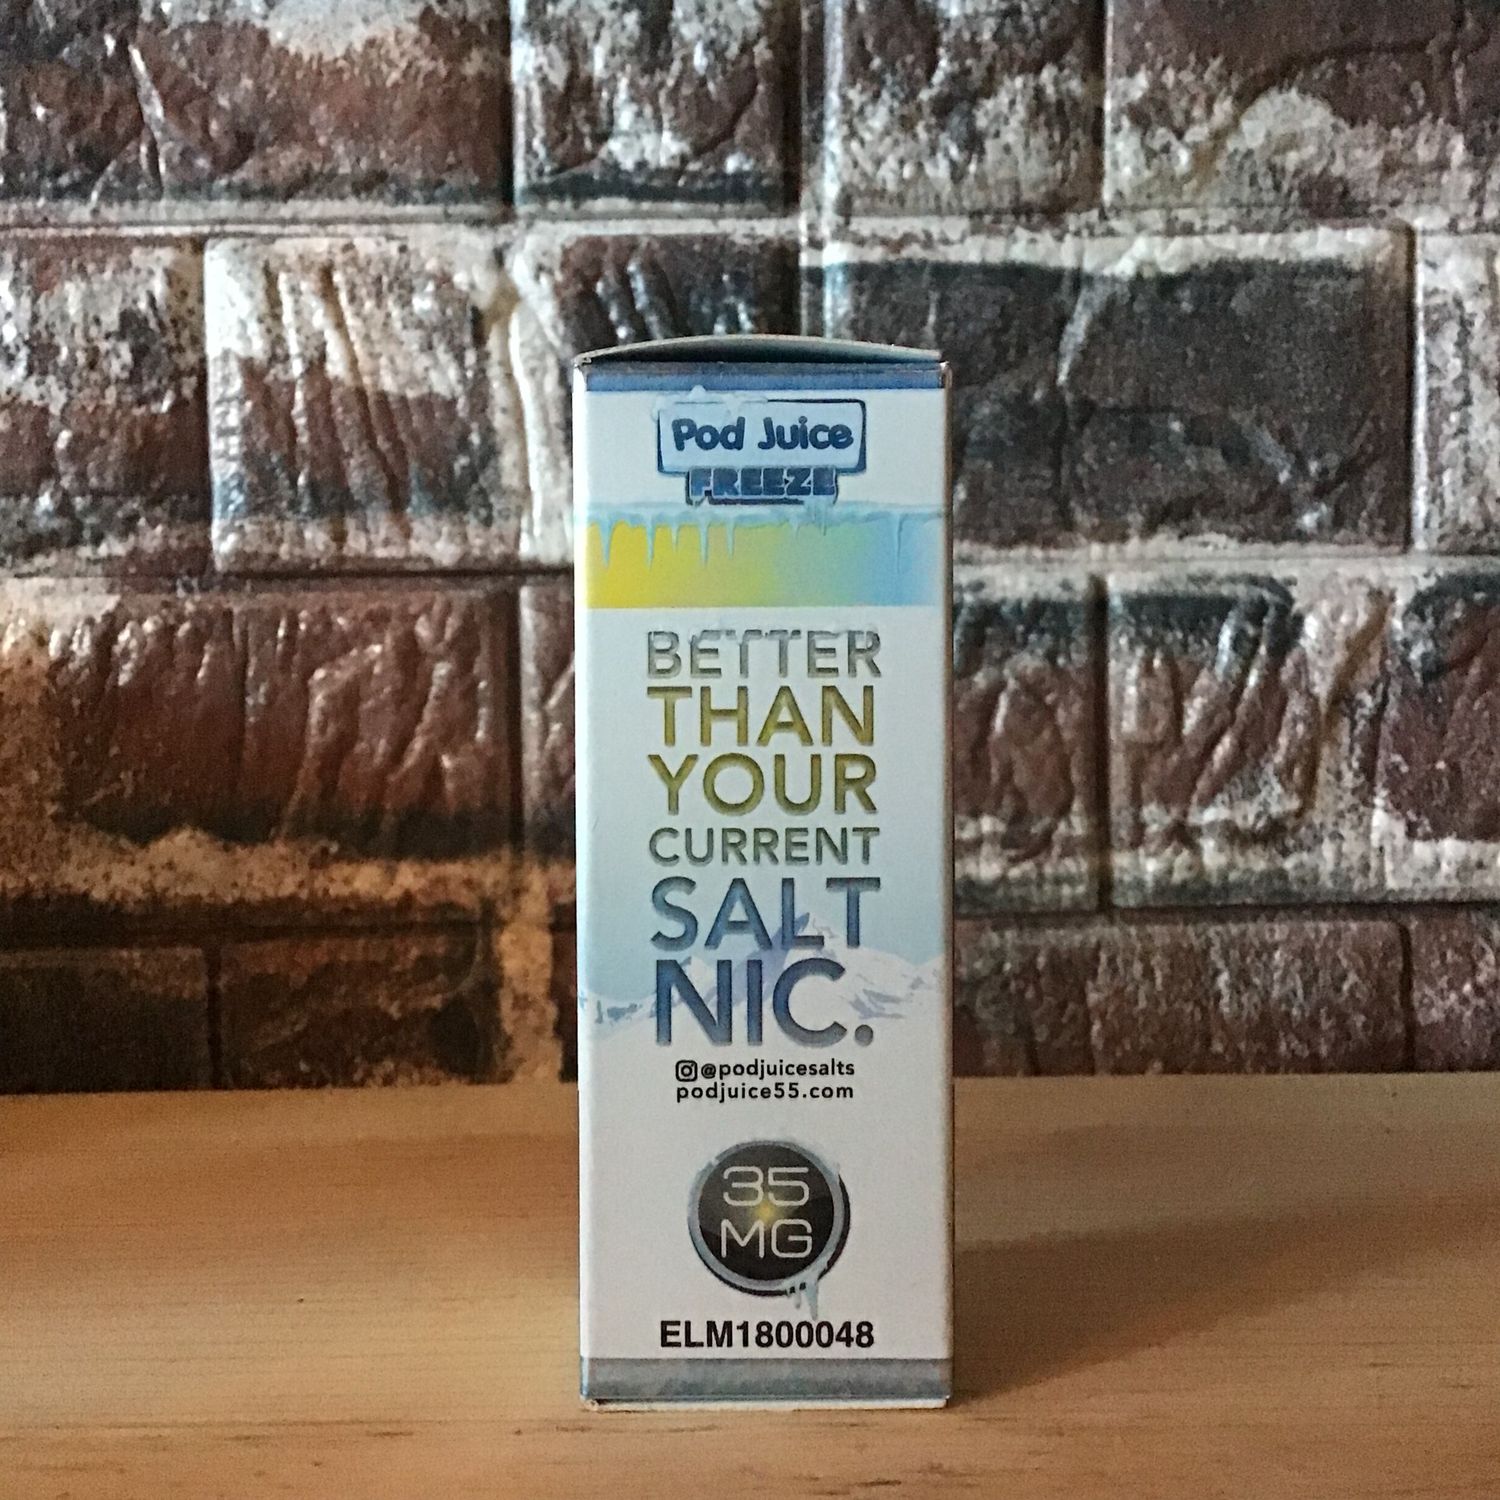 Pod Juice
FREEZE
BETTER
THAN
YOUR
CURRENT
SALT
NIC.
@podjuicesalts
podjuice55.com
35
MG
ELM1800048